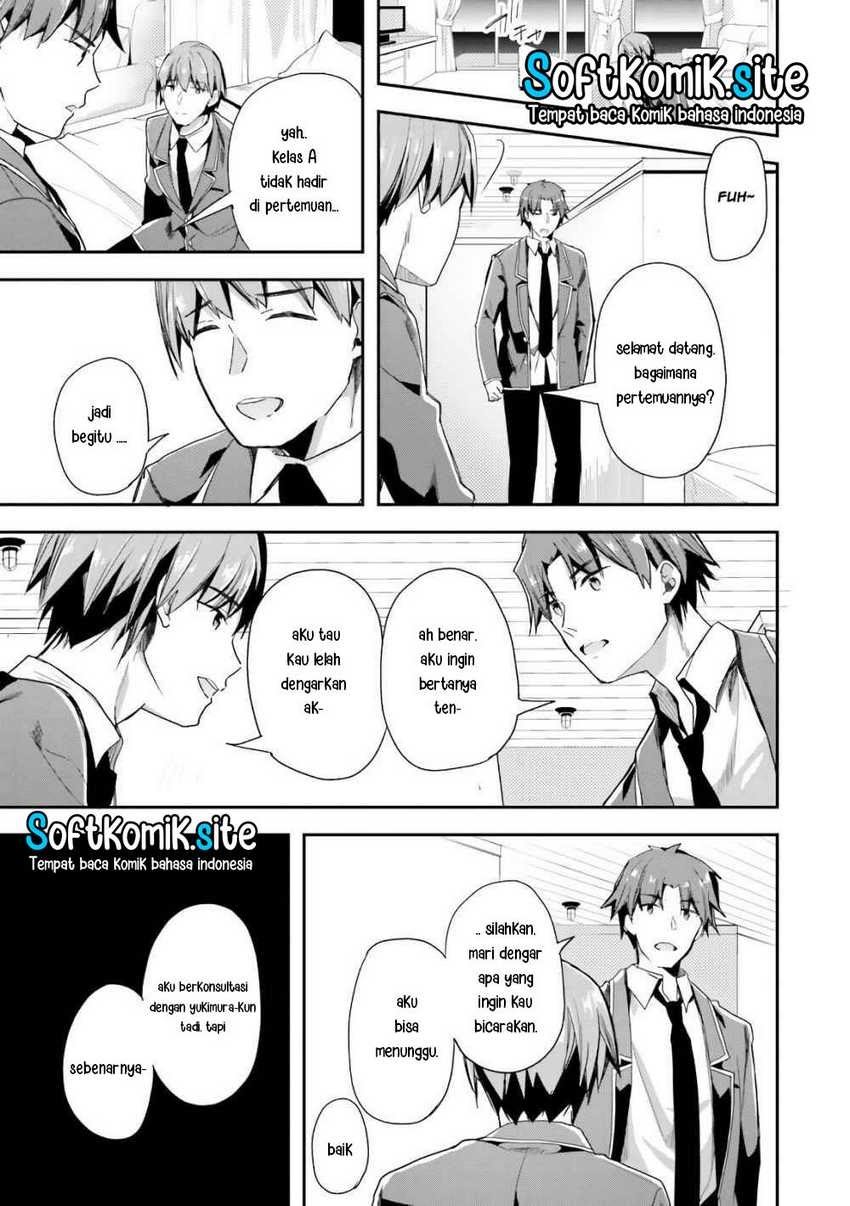 SoftKomik.site
Tempat baca Komik bahasa indonesia
FUH~
selamat
datang.
bagaimana
pertemuannya?
yah..
Kelas A
tidak hadir
di pertemuan...
jadi
begitu .....
ah benar.
aku ingin
bertanya
ten-
aku tau
Kau lelah
dengarkan
ak-
.. silahkan.
mari dengar
apa yang
ingin Kau
bicarakan.
aku
bisa
menunggu.
baik
SoftKomik.site
Tempat baca Komik bahasa indonesia
aku berkonsultasi
dengan yukimura-Kun
tadi. tapi
sebenarnya-